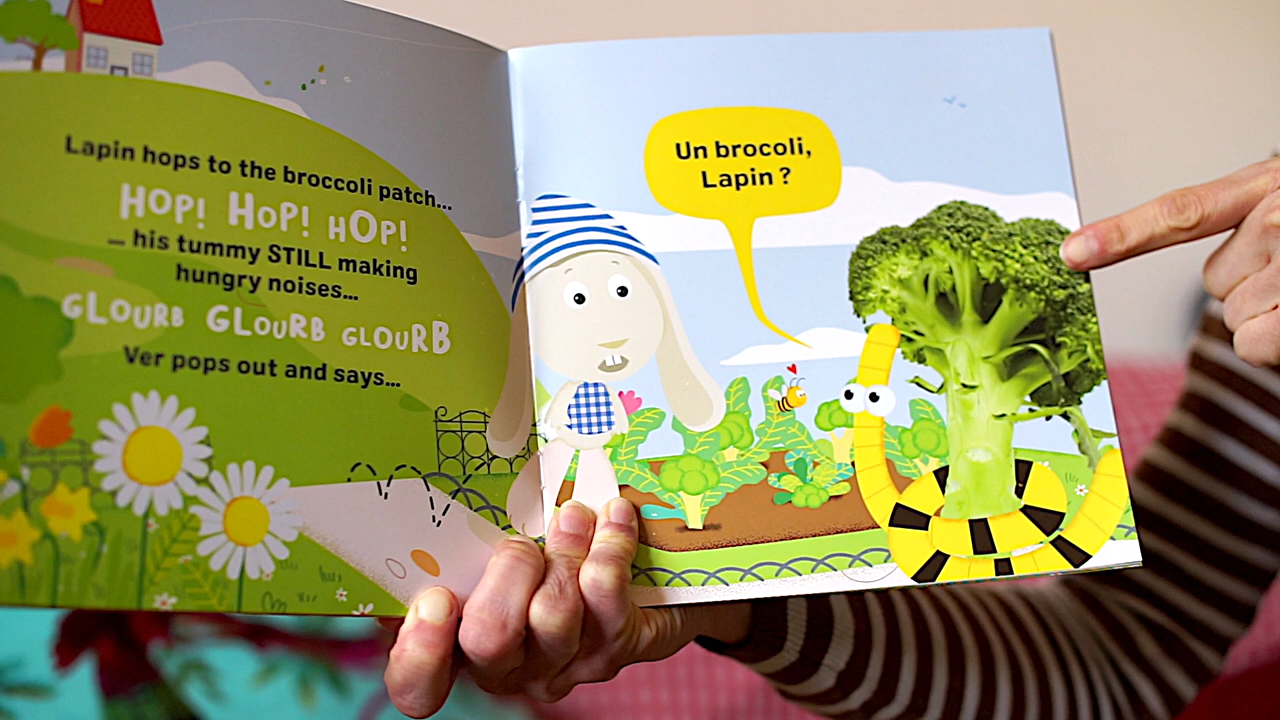 Lapin hops to the broccoli patch...
HOP! HOP! HOP!
... his tummy STILL making
hungry noises...
GLOURB GLOURB GLOURB
Ver pops out and says...
Un brocoli,
Lapin ?